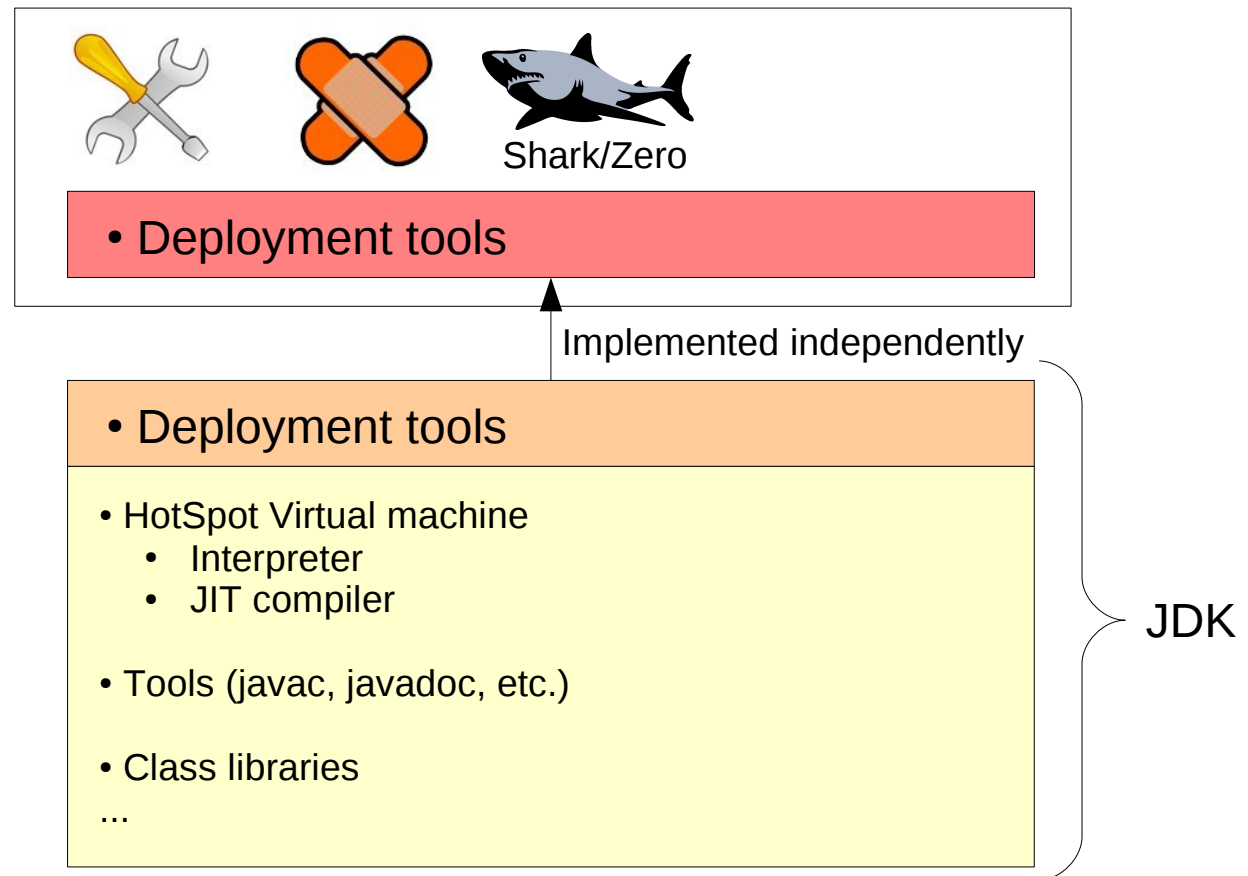 Shark/Zero
• Deployment tools
Implemented independently
• Deployment tools
• HotSpot Virtual machine
• Interpreter
• JIT compiler
JDK
• Tools (javac, javadoc, etc.)
• Class libraries
...